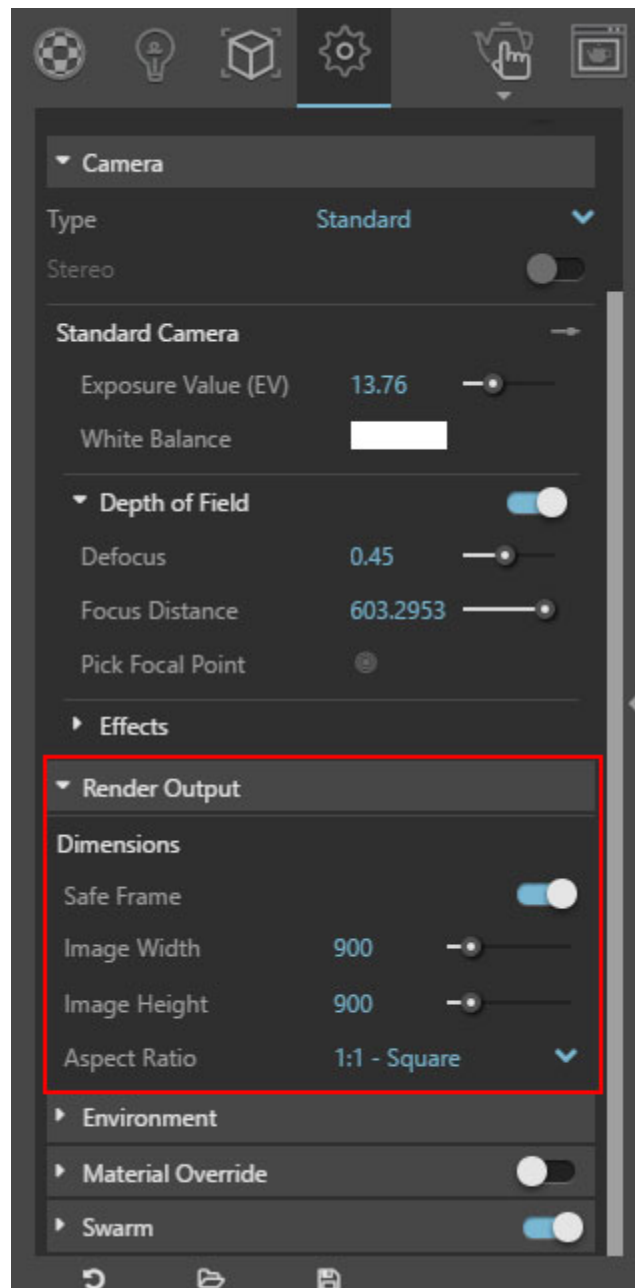 Camera
Type Standard
Stereo
Standard Camera
Exposure Value (EV) 13.76
White Balance
Depth of Field
Defocus 0.45
Focus Distance 603.2953
Pick Focal Point
Effects
Render Output
Dimensions
Safe Frame
Image Width 900
Image Height 900
Aspect Ratio 1:1 - Square
Environment
Material Override
Swarm